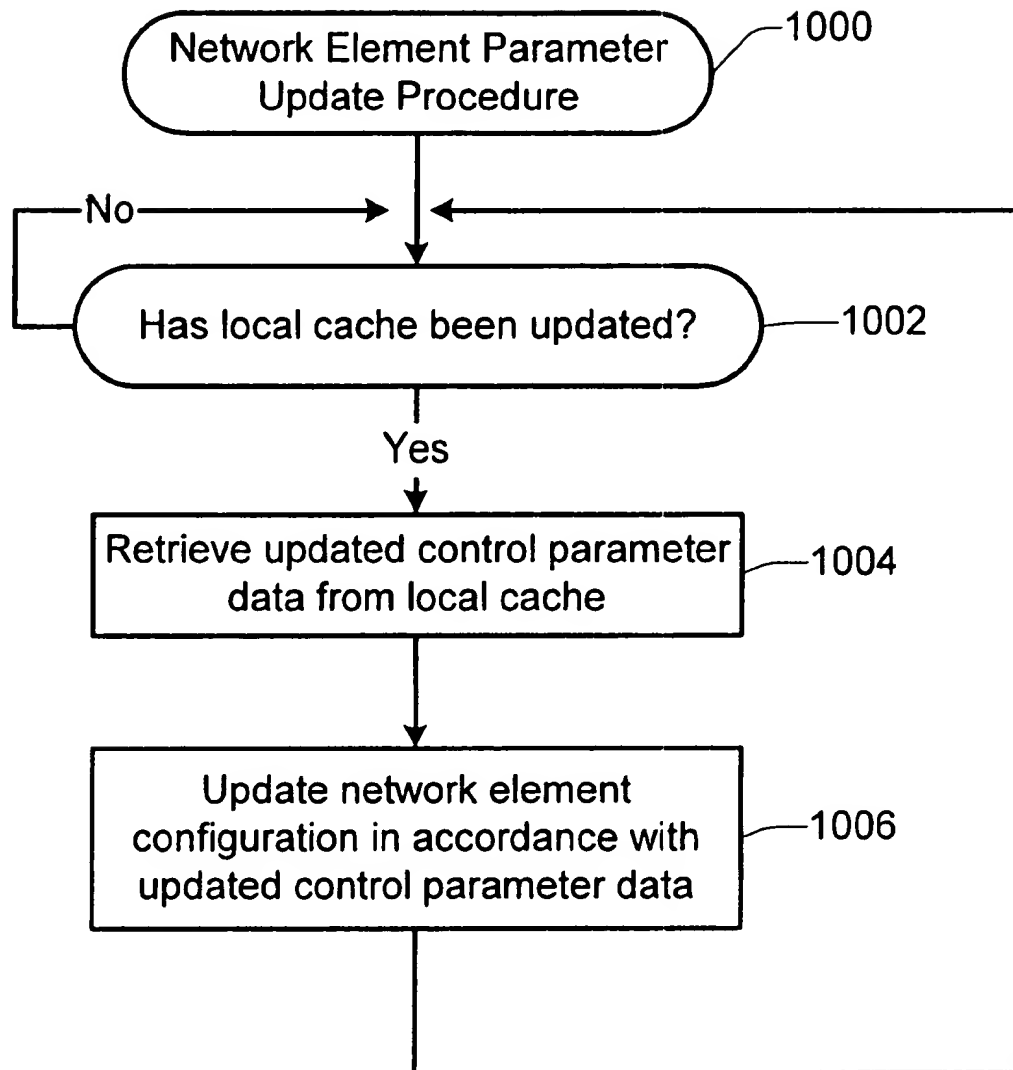 Network Element Parameter
Update Procedure
1000
No
Has local cache been updated?
1002
Yes
Retrieve updated control parameter
data from local cache
1004
Update network element
configuration in accordance with
updated control parameter data
1006